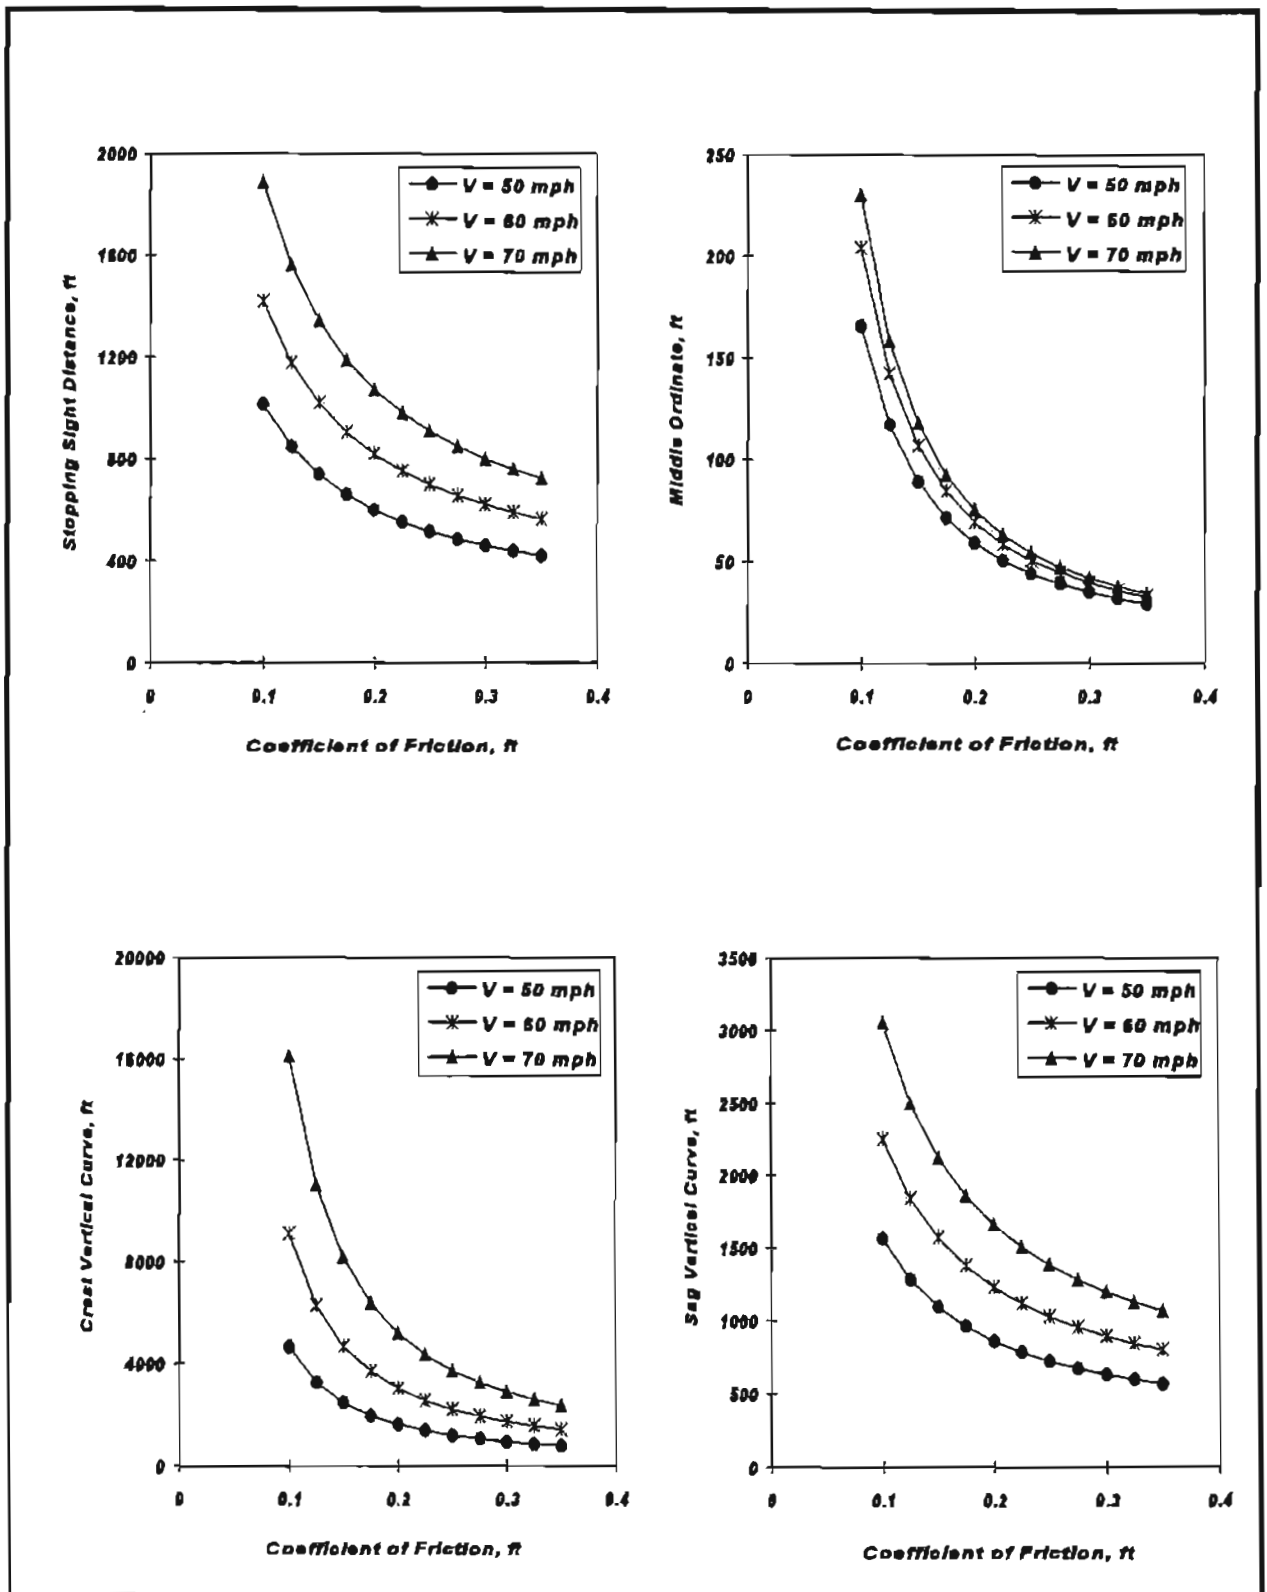 2000
1600
1200
800
400
0
Stopping Sight Distance, ft
V = 50 mph
V = 60 mph
V = 70 mph
0 0.1 0.2 0.3 0.4
Coefficient of Friction, ft
250
200
150
100
50
0
Middle Ordinate, ft
V = 50 mph
V = 60 mph
V = 70 mph
0 0.1 0.2 0.3 0.4
Coefficient of Friction, ft
20000
16000
12000
8000
4000
0
Crest Vertical Curve, ft
V = 50 mph
V = 60 mph
V = 70 mph
0 0.1 0.2 0.3 0.4
Coefficient of Friction, ft
3500
3000
2500
2000
1500
1000
500
0
Sag Vertical Curve, ft
V = 50 mph
V = 60 mph
V = 70 mph
0 0.1 0.2 0.3 0.4
Coefficient of Friction, ft